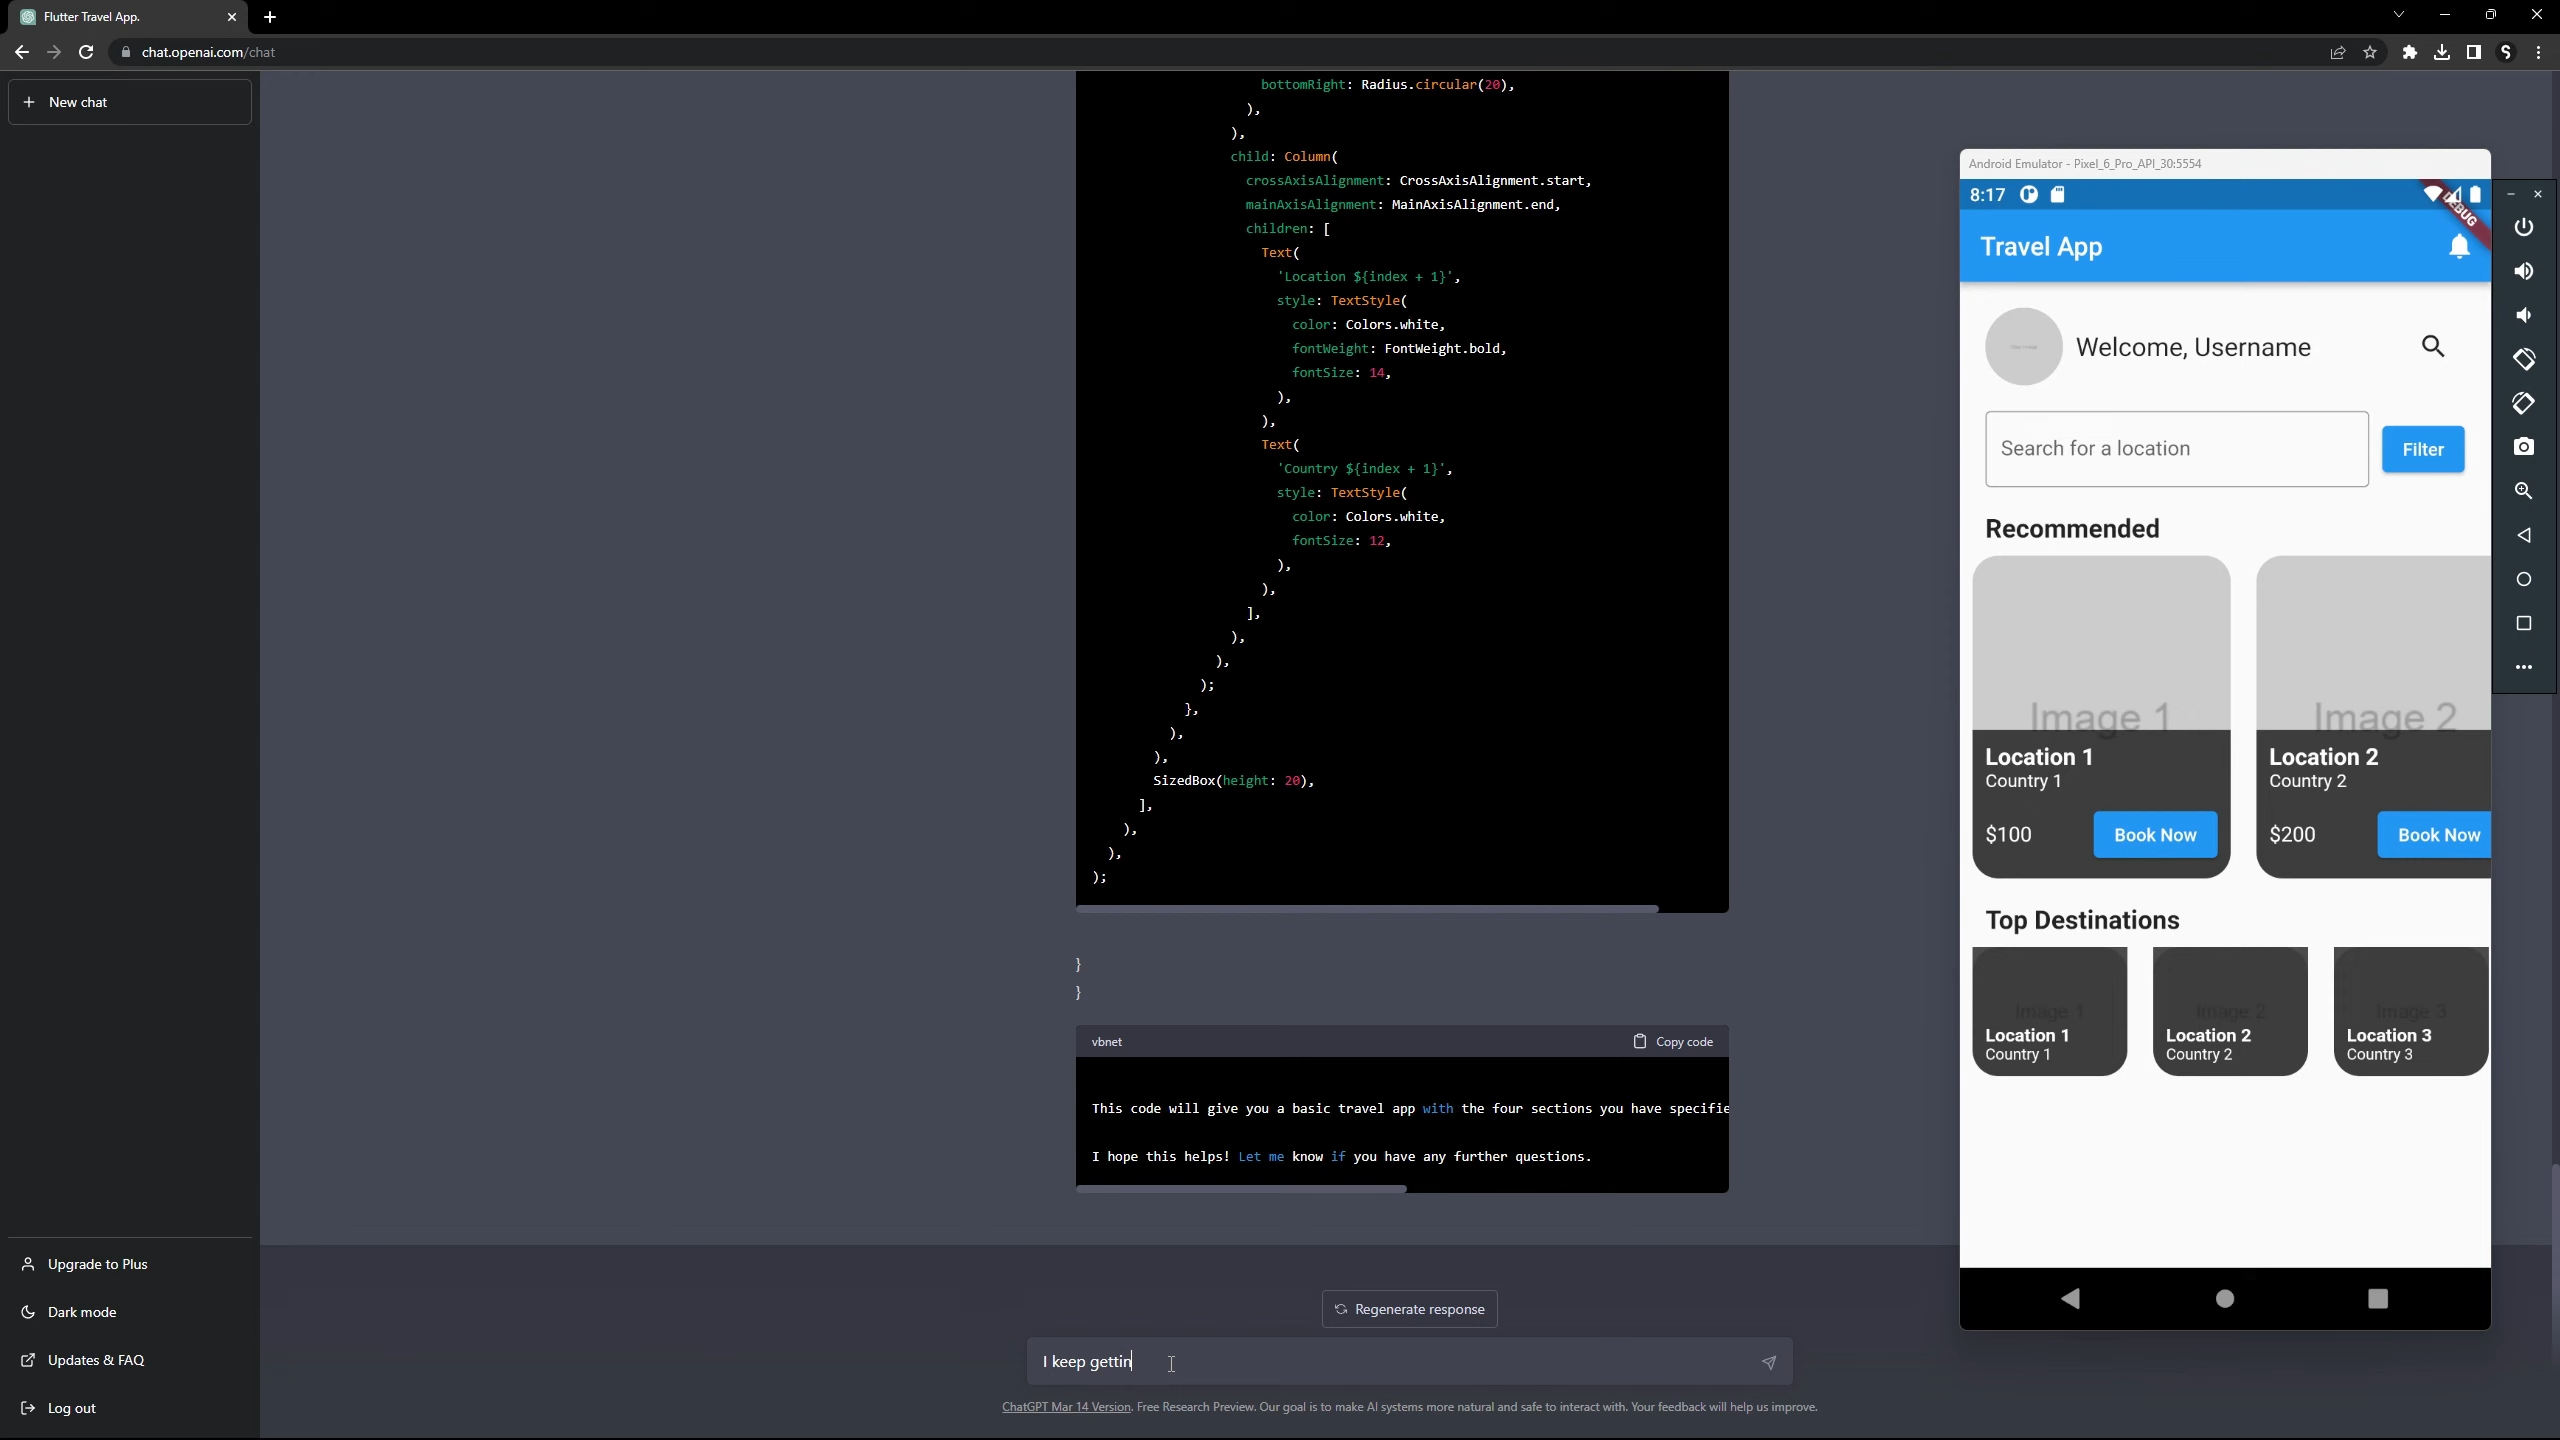 Flutter Travel App.
chat.openai.com/chat
New chat
bottomRight: Radius.circular(20),
),
),
child: Column(
crossAxisAlignment: CrossAxisAlignment.start,
mainAxisAlignment: MainAxisAlignment.end,
children: [
Text(
'Location ${index + 1}',
style: TextStyle(
color: Colors.white,
fontWeight: FontWeight.bold,
fontSize: 14,
),
),
Text(
'Country ${index + 1}',
style: TextStyle(
color: Colors.white,
fontSize: 12,
),
),
],
),
),
);
},
),
),
SizedBox(height: 20),
],
),
),
);
}
}
vbnet
Copy code
This code will give you a basic travel app with the four sections you have specifie
I hope this helps! Let me know if you have any further questions.
Upgrade to Plus
Dark mode
Updates & FAQ
Log out
Regenerate response
I keep gettin
ChatGPT Mar 14 Version. Free Research Preview. Our goal is to make AI systems more natural and safe to interact with. Your feedback will help us improve.
Android Emulator - Pixel_6_Pro_API_30:5554
8:17
DEBUG
Travel App
Welcome, Username
Search for a location
Filter
Recommended
Image 1
Image 2
Location 1
Location 2
Country 1
Country 2
$100
Book Now
$200
Book Now
Top Destinations
Image 1
Image 2
Image 3
Location 1
Location 2
Location 3
Country 1
Country 2
Country 3